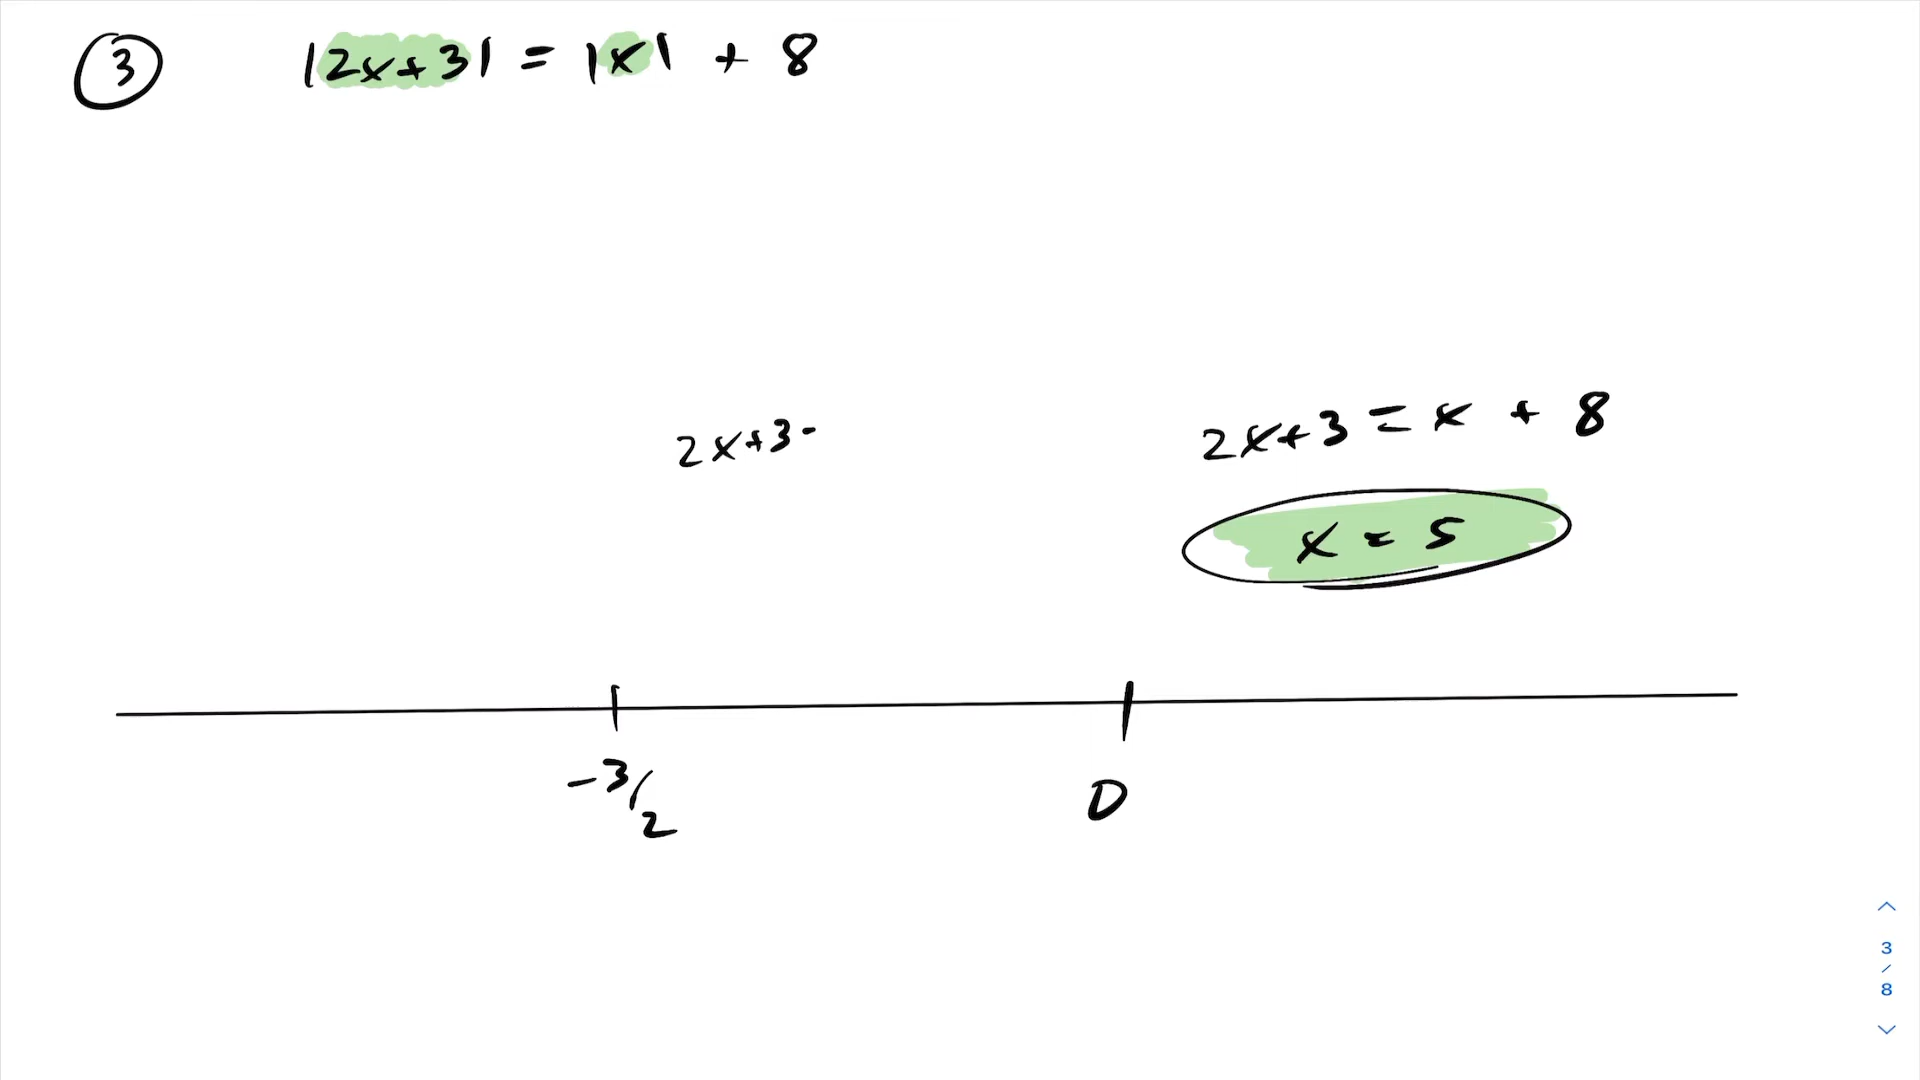 3 |2x+3| = |x| + 8
2x+3 = x + 8
2x+3 -
x = 5
-3/2 0
3
/
8